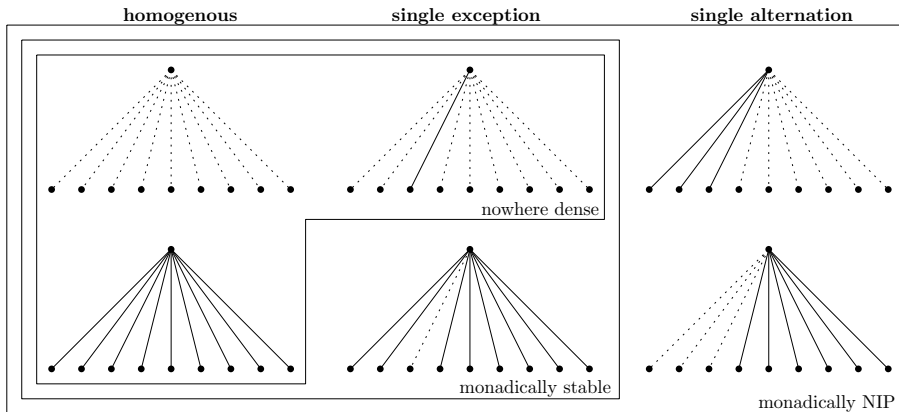 homogenous single exception single alternation
nowhere dense
monadically stable
monadically NIP